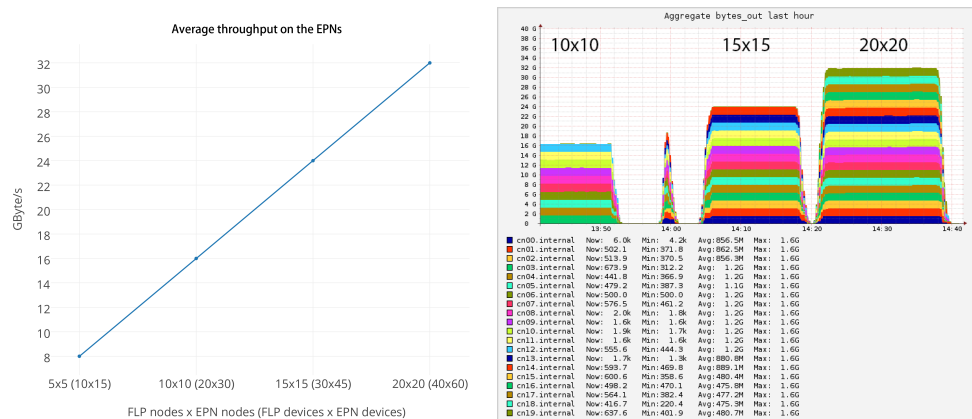 Average throughput on the EPNs
GByte/s
32
30
28
26
24
22
20
18
16
14
12
10
8
5x5 (10x15)
10x10 (20x30)
15x15 (30x45)
20x20 (40x60)
FLP nodes x EPN nodes (FLP devices x EPN devices)
Aggregate bytes_out last hour
10x10
15x15
20x20
40 G
38 G
36 G
34 G
32 G
30 G
28 G
26 G
24 G
22 G
20 G
18 G
16 G
14 G
12 G
10 G
8 G
6 G
4 G
2 G
0
13:50
14:00
14:10
14:20
14:30
14:40
cn00.internal Now: 6.0k Min: 4.2k Avg:856.5M Max: 1.6G
cn01.internal Now:502.1 Min:371.8 Avg:862.5M Max: 1.6G
cn02.internal Now:513.9 Min:370.5 Avg:856.3M Max: 1.6G
cn03.internal Now:673.9 Min:312.2 Avg: 1.2G Max: 1.6G
cn04.internal Now:441.8 Min:366.9 Avg: 1.2G Max: 1.6G
cn05.internal Now:479.2 Min:387.3 Avg: 1.1G Max: 1.6G
cn06.internal Now:500.0 Min:500.0 Avg: 1.2G Max: 1.6G
cn07.internal Now:576.5 Min:461.2 Avg: 1.2G Max: 1.6G
cn08.internal Now: 2.0k Min: 1.8k Avg: 1.2G Max: 1.6G
cn09.internal Now: 1.6k Min: 1.6k Avg: 1.2G Max: 1.6G
cn10.internal Now: 1.9k Min: 1.7k Avg: 1.2G Max: 1.6G
cn11.internal Now: 1.6k Min: 1.6k Avg: 1.2G Max: 1.6G
cn12.internal Now:555.6 Min:444.3 Avg: 1.2G Max: 1.6G
cn13.internal Now: 1.7k Min: 1.3k Avg:880.8M Max: 1.6G
cn14.internal Now:593.7 Min:469.8 Avg:889.1M Max: 1.6G
cn15.internal Now:600.6 Min:358.6 Avg:480.4M Max: 1.6G
cn16.internal Now:498.2 Min:470.1 Avg:475.8M Max: 1.6G
cn17.internal Now:564.1 Min:382.4 Avg:477.2M Max: 1.6G
cn18.internal Now:416.7 Min:220.4 Avg:475.3M Max: 1.6G
cn19.internal Now:637.6 Min:401.9 Avg:480.7M Max: 1.6G